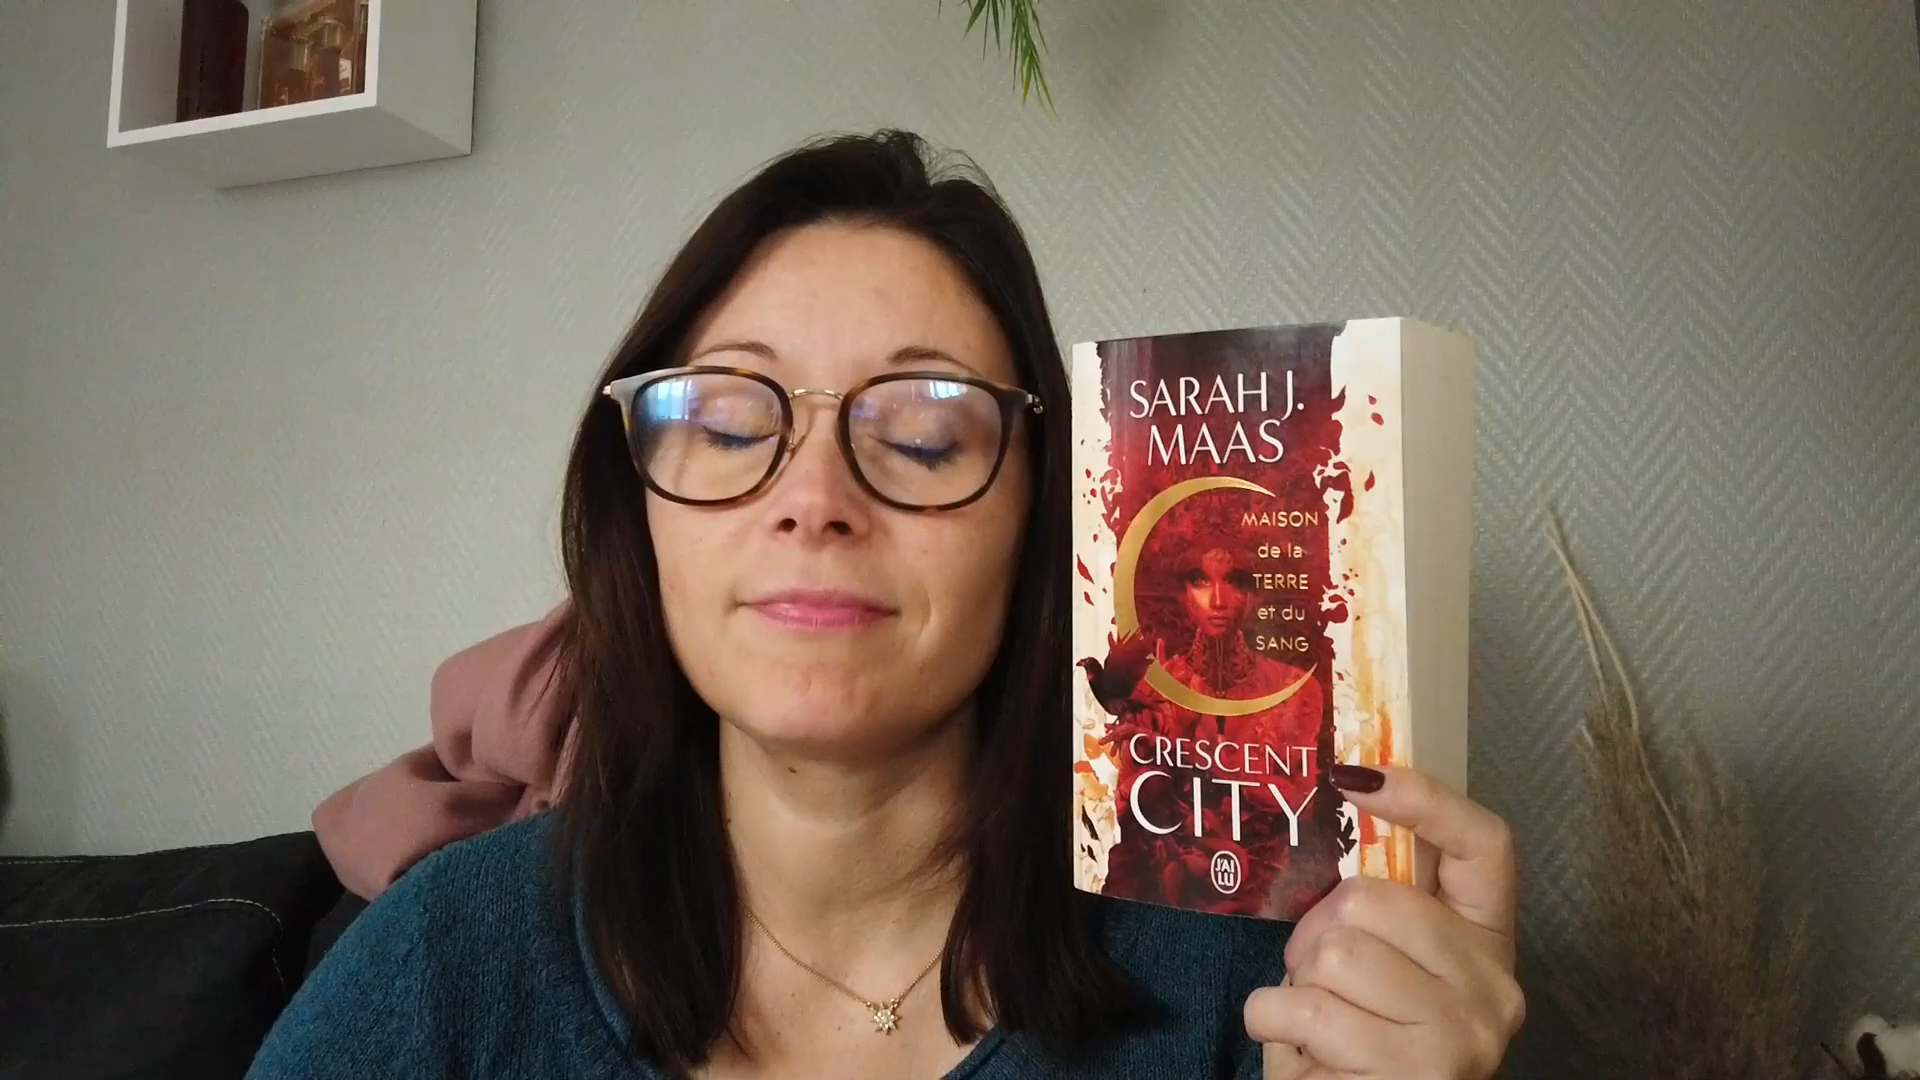 SARAH J.
MAAS
MAISON
de la
TERRE
et du
SANG
CRESCENT
CITY
J'AI
LU